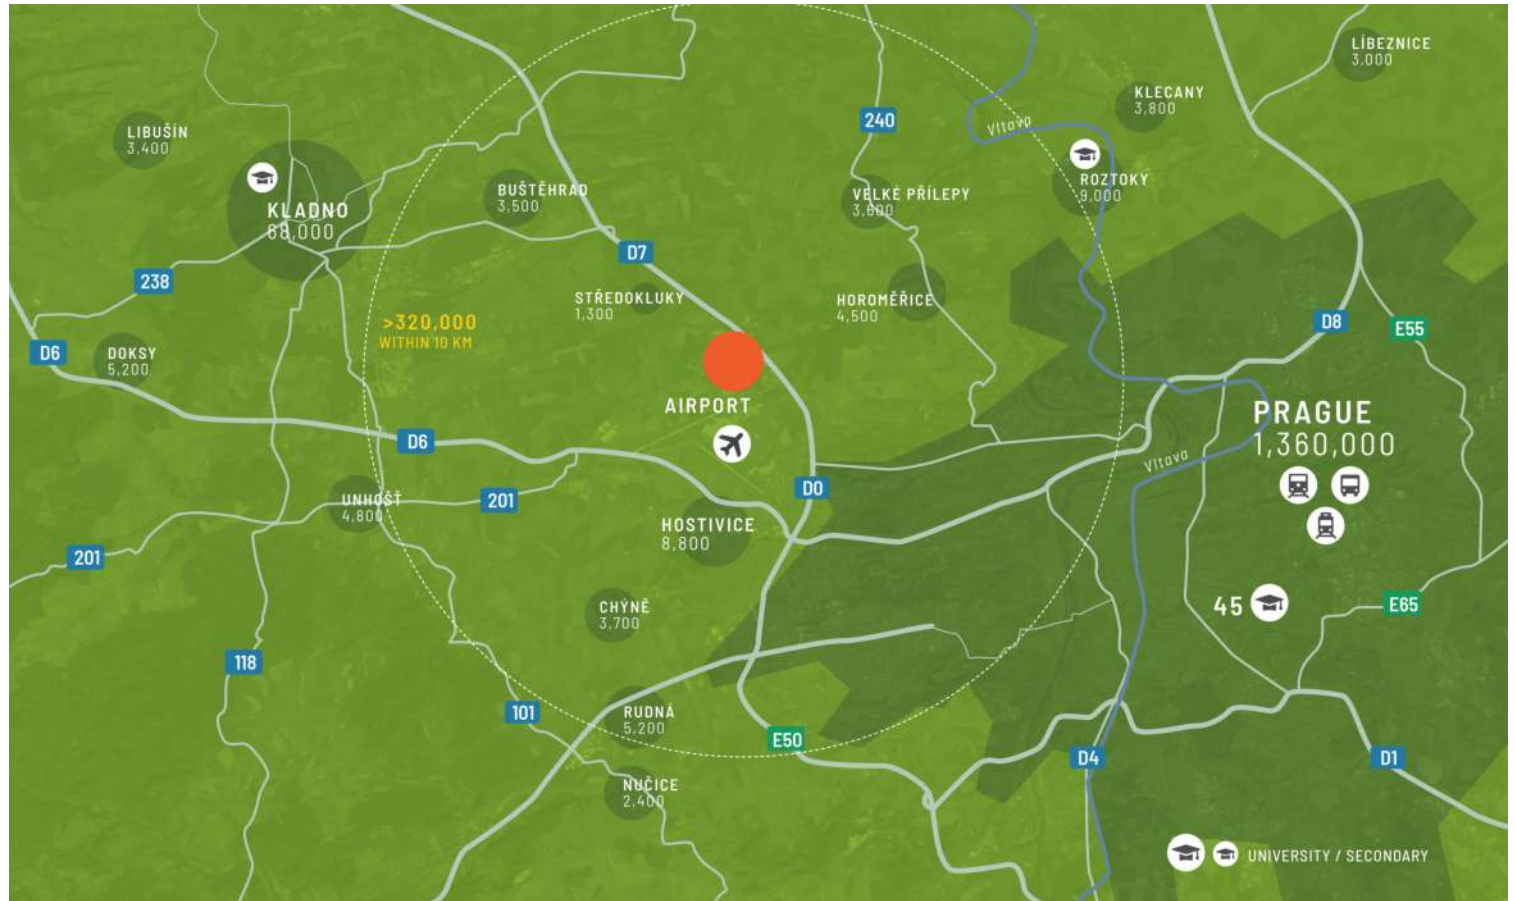 LÍBEZNICE
3,000
KLECANY
3,800
240
Vltava
LIBUŠÍN
3,400
ROZTOKY
9,000
BUŠTĚHRAD
3,500
VELKÉ PŘÍLEPY
3,600
KLADNO
68,000
D7
238
STŘEDOKLUKY
1,300
HOROMĚŘICE
4,500
>320,000
WITHIN 10 KM
D8
E55
D6
DOKSY
5,200
AIRPORT
PRAGUE
1,360,000
D6
Vltava
D0
UNHOŠŤ
4,800
201
HOSTIVICE
8,800
201
CHÝNĚ
3,700
45
E65
118
101
RUDNÁ
5,200
E50
D4
D1
NUČICE
2,400
UNIVERSITY / SECONDARY